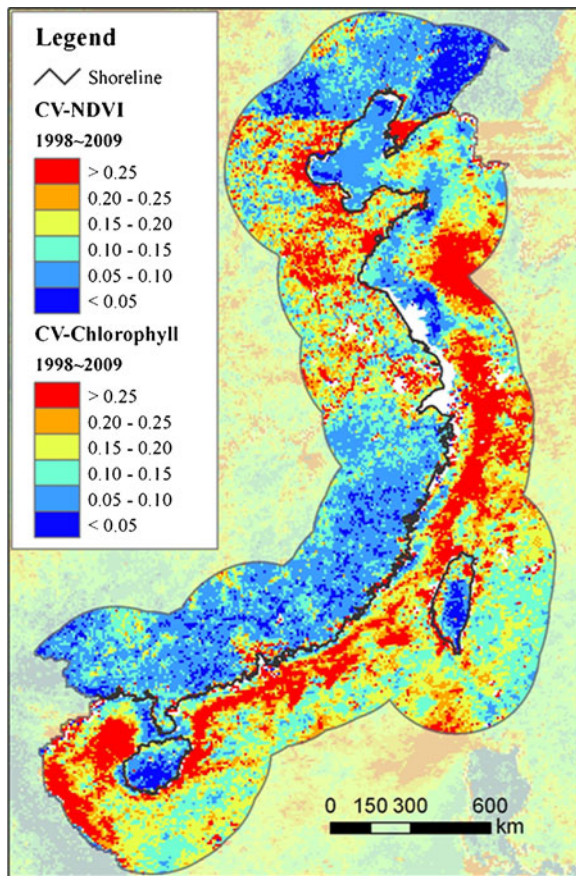 Legend
Shoreline
CV-NDVI
1998~2009
> 0.25
0.20 - 0.25
0.15 - 0.20
0.10 - 0.15
0.05 - 0.10
< 0.05
CV-Chlorophyll
1998~2009
> 0.25
0.20 - 0.25
0.15 - 0.20
0.10 - 0.15
0.05 - 0.10
< 0.05
0 150 300 600
km